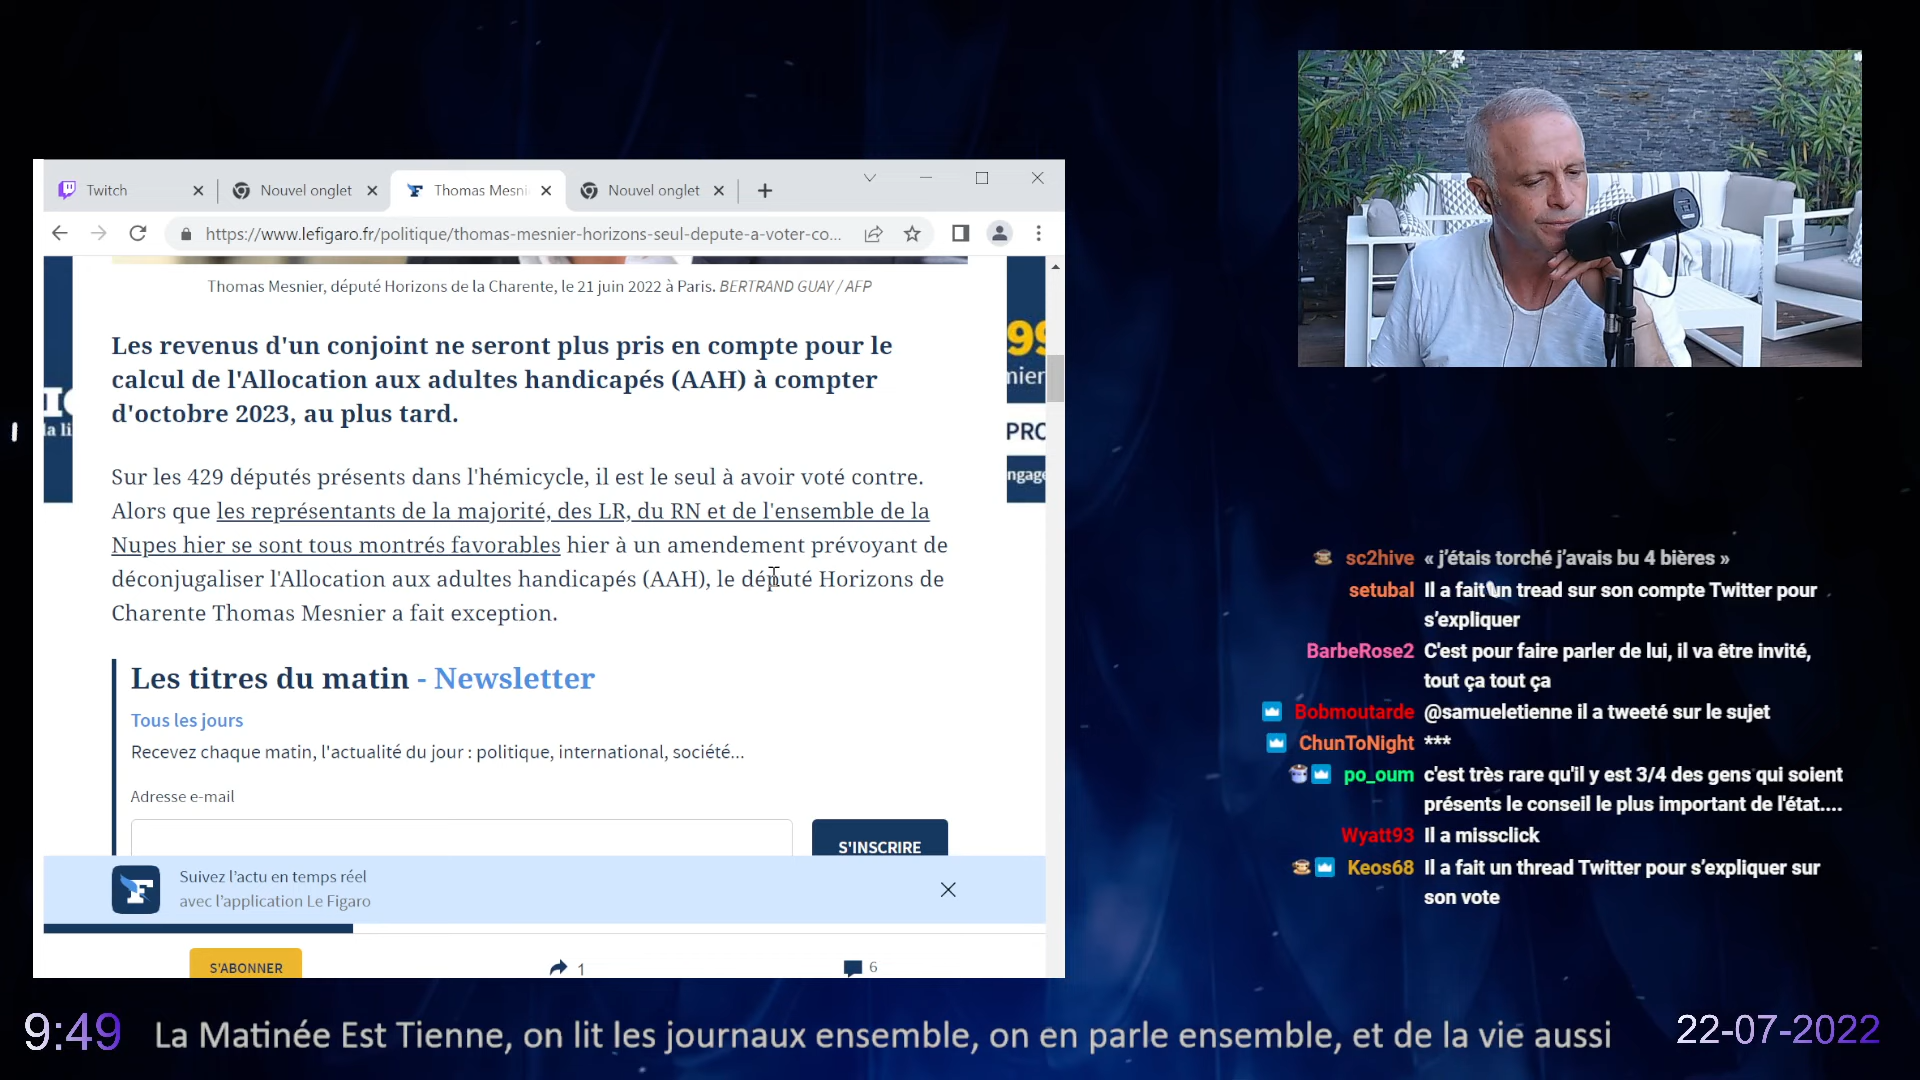 Twitch
Nouvel onglet
Thomas Mesni
Nouvel onglet
https://www.lefigaro.fr/politique/thomas-mesnier-horizons-seul-depute-a-voter-co...
Thomas Mesnier, député Horizons de la Charente, le 21 juin 2022 à Paris. BERTRAND GUAY / AFP
Les revenus d'un conjoint ne seront plus pris en compte pour le
calcul de l'Allocation aux adultes handicapés (AAH) à compter
d'octobre 2023, au plus tard.
la li
99
mier
PRO
ngage
Sur les 429 députés présents dans l'hémicycle, il est le seul à avoir voté contre.
Alors que les représentants de la majorité, des LR, du RN et de l'ensemble de la
Nupes hier se sont tous montrés favorables hier à un amendement prévoyant de
déconjugaliser l'Allocation aux adultes handicapés (AAH), le député Horizons de
Charente Thomas Mesnier a fait exception.
Les titres du matin - Newsletter
Tous les jours
Recevez chaque matin, l'actualité du jour : politique, international, société...
Adresse e-mail
S'INSCRIRE
Suivez l'actu en temps réel
avec l'application Le Figaro
S'ABONNER
1
6
sc2hive « j'étais torché j'avais bu 4 bières »
setubal Il a fait un tread sur son compte Twitter pour
s'expliquer
BarbeRose2 C'est pour faire parler de lui, il va être invité,
tout ça tout ça
Bobmoutarde @samueletienne il a tweeté sur le sujet
ChunToNight ***
po_oum c'est très rare qu'il y est 3/4 des gens qui soient
présents le conseil le plus important de l'état....
Wyatt93 Il a missclick
Keos68 Il a fait un thread Twitter pour s'expliquer sur
son vote
9:49
La Matinée Est Tienne, on lit les journaux ensemble, on en parle ensemble, et de la vie aussi
22-07-2022